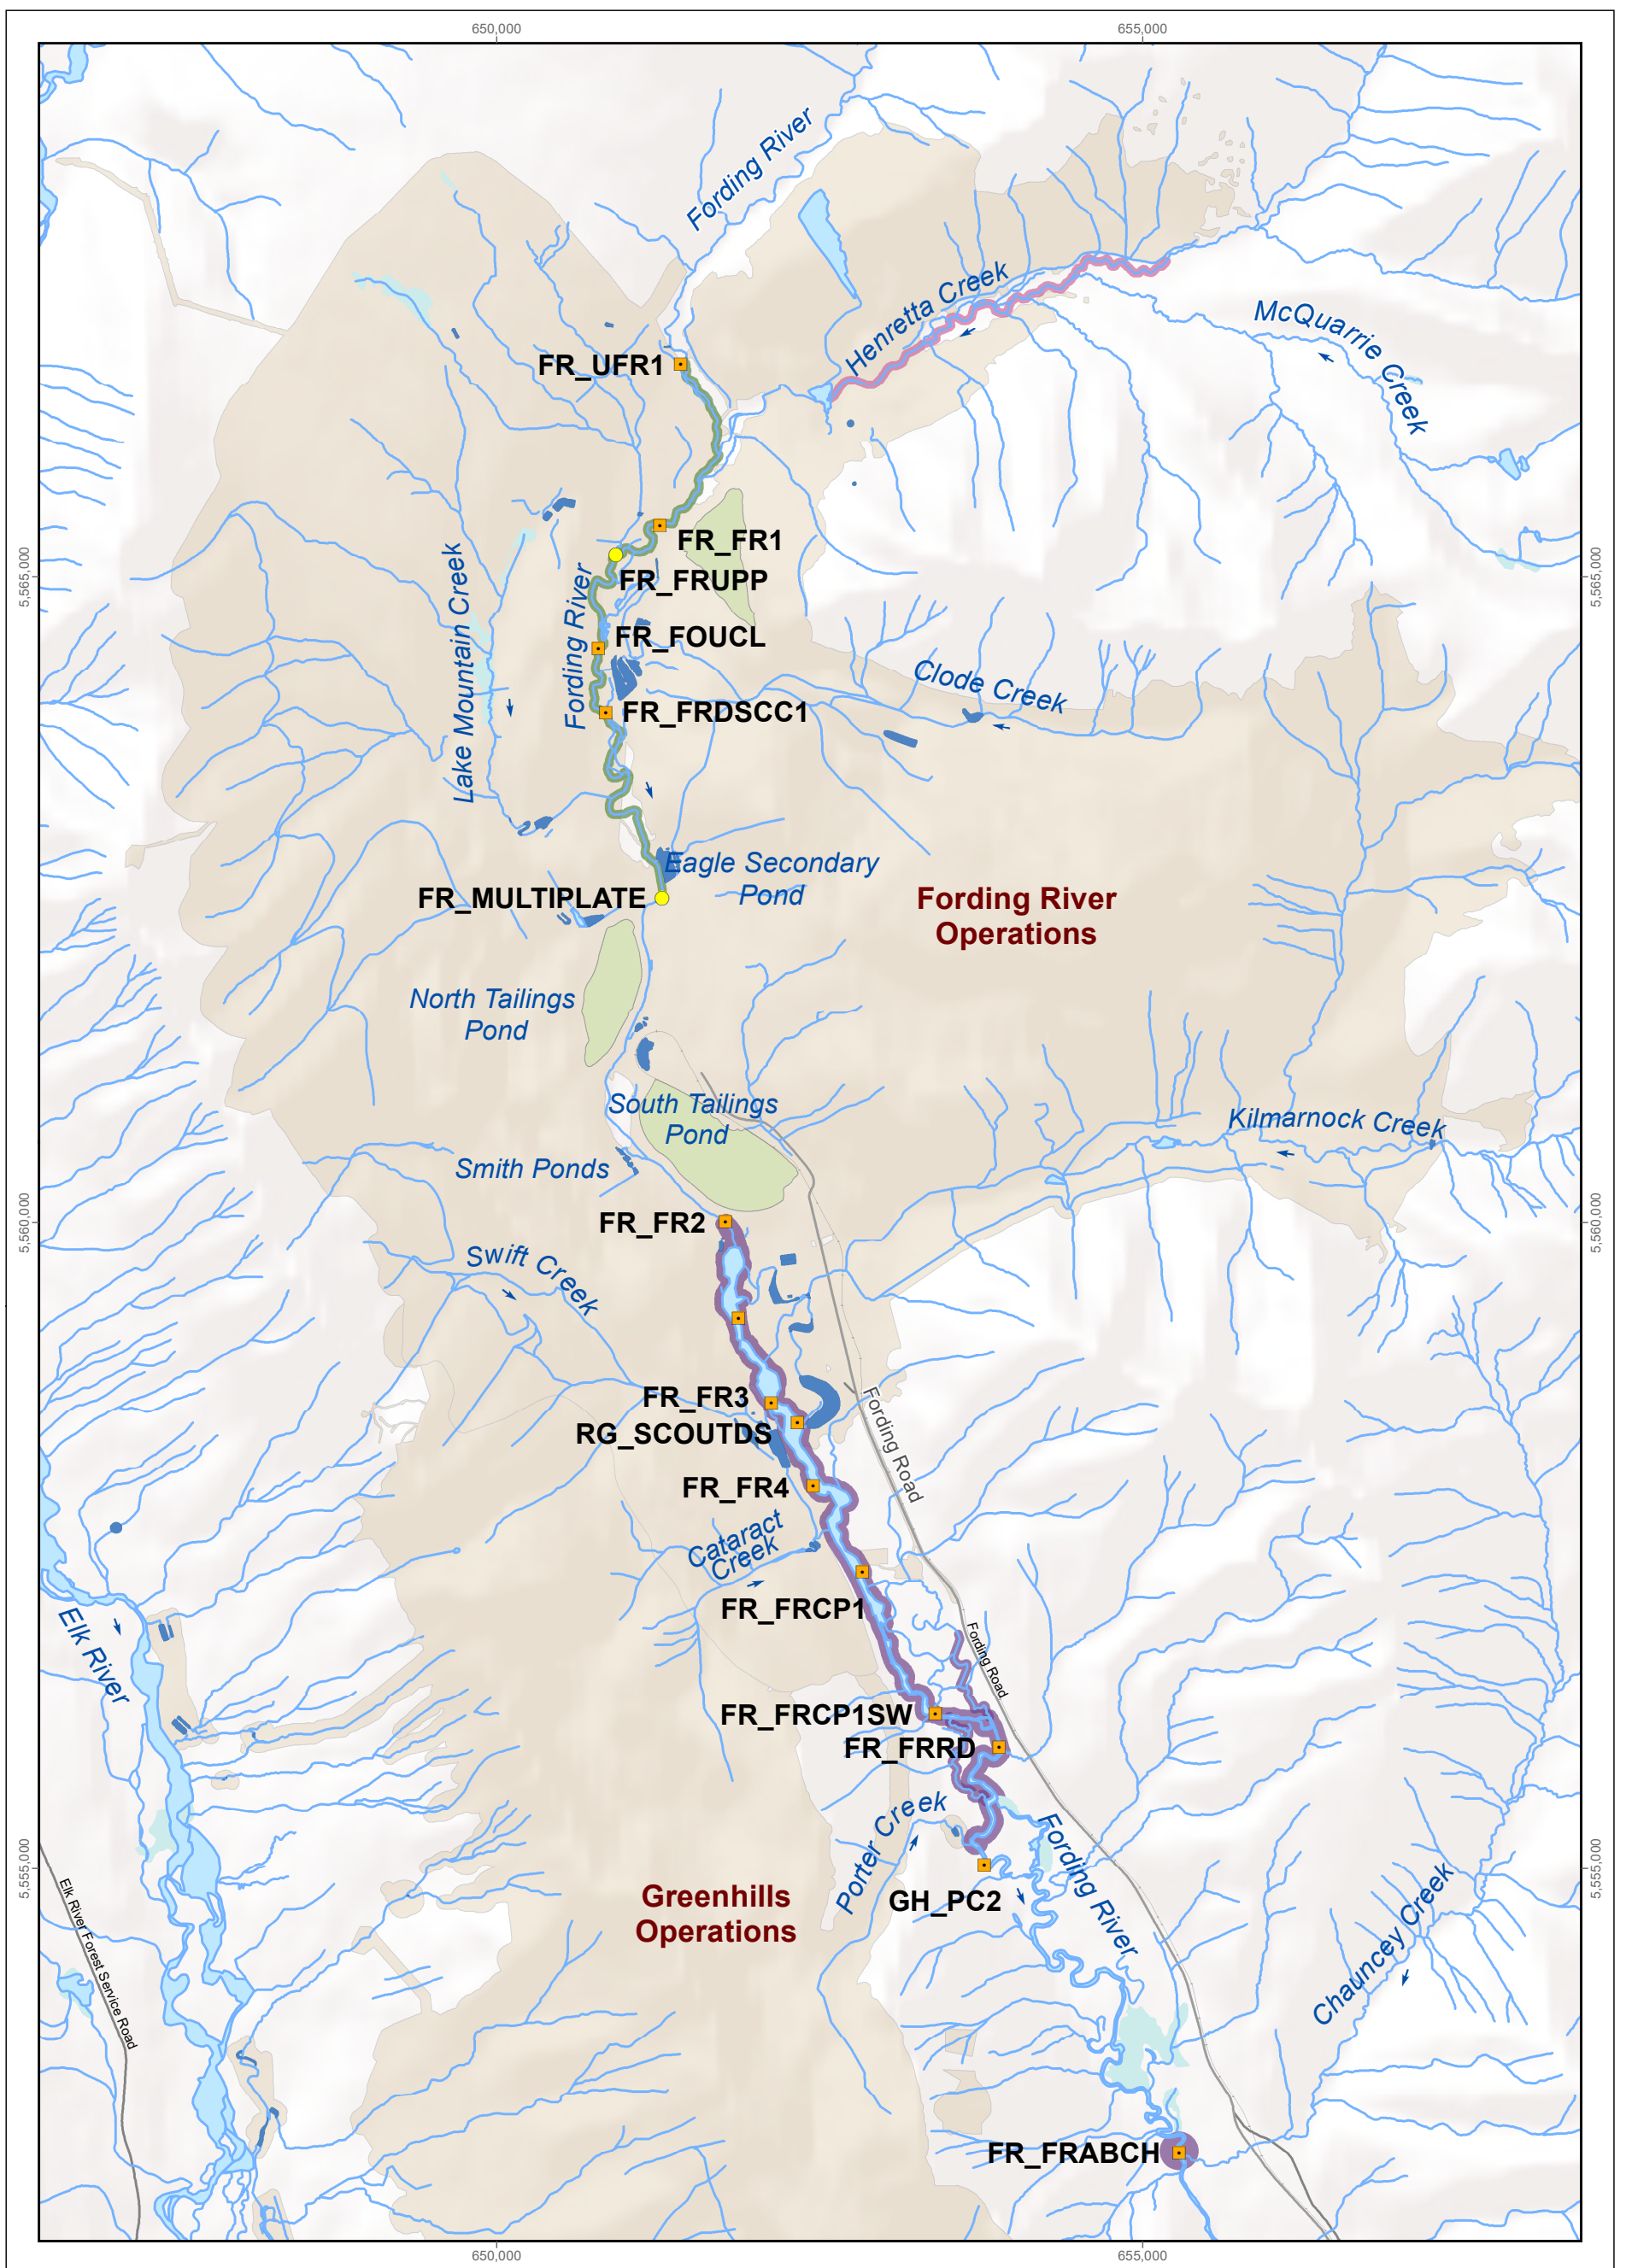 650,000
655,000
Fording River
Henretta Creek
McQuarrie Creek
FR_UFR1
FR_FR1
5,565,000
5,565,000
FR_FRUPP
Lake Mountain Creek
Fording River
FR_FOUCL
Clode Creek
FR_FRDSCC1
Eagle Secondary
Pond
FR_MULTIPLATE
Fording River
Operations
North Tailings
Pond
South Tailings
Pond
Kilmarnock Creek
Smith Ponds
5,560,000
5,560,000
FR_FR2
Swift Creek
FR_FR3
Fording Road
RG_SCOUTDS
FR_FR4
Cataract
Creek
FR_FRCP1
Elk River
Fording Road
FR_FRCP1SW
FR_FRRD
Porter Creek
Fording River
5,555,000
5,555,000
Greenhills
Operations
GH_PC2
Elk River Forest Service Road
Chauncey Creek
FR_FRABCH
650,000
655,000